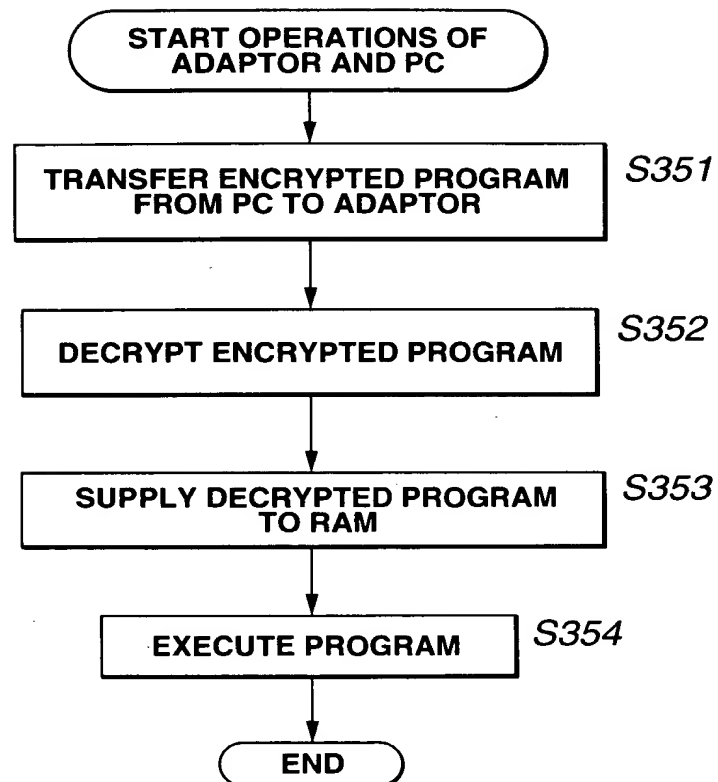 START OPERATIONS OF
ADAPTOR AND PC
TRANSFER ENCRYPTED PROGRAM
FROM PC TO ADAPTOR
S351
DECRYPT ENCRYPTED PROGRAM
S352
SUPPLY DECRYPTED PROGRAM
TO RAM
S353
EXECUTE PROGRAM
S354
END